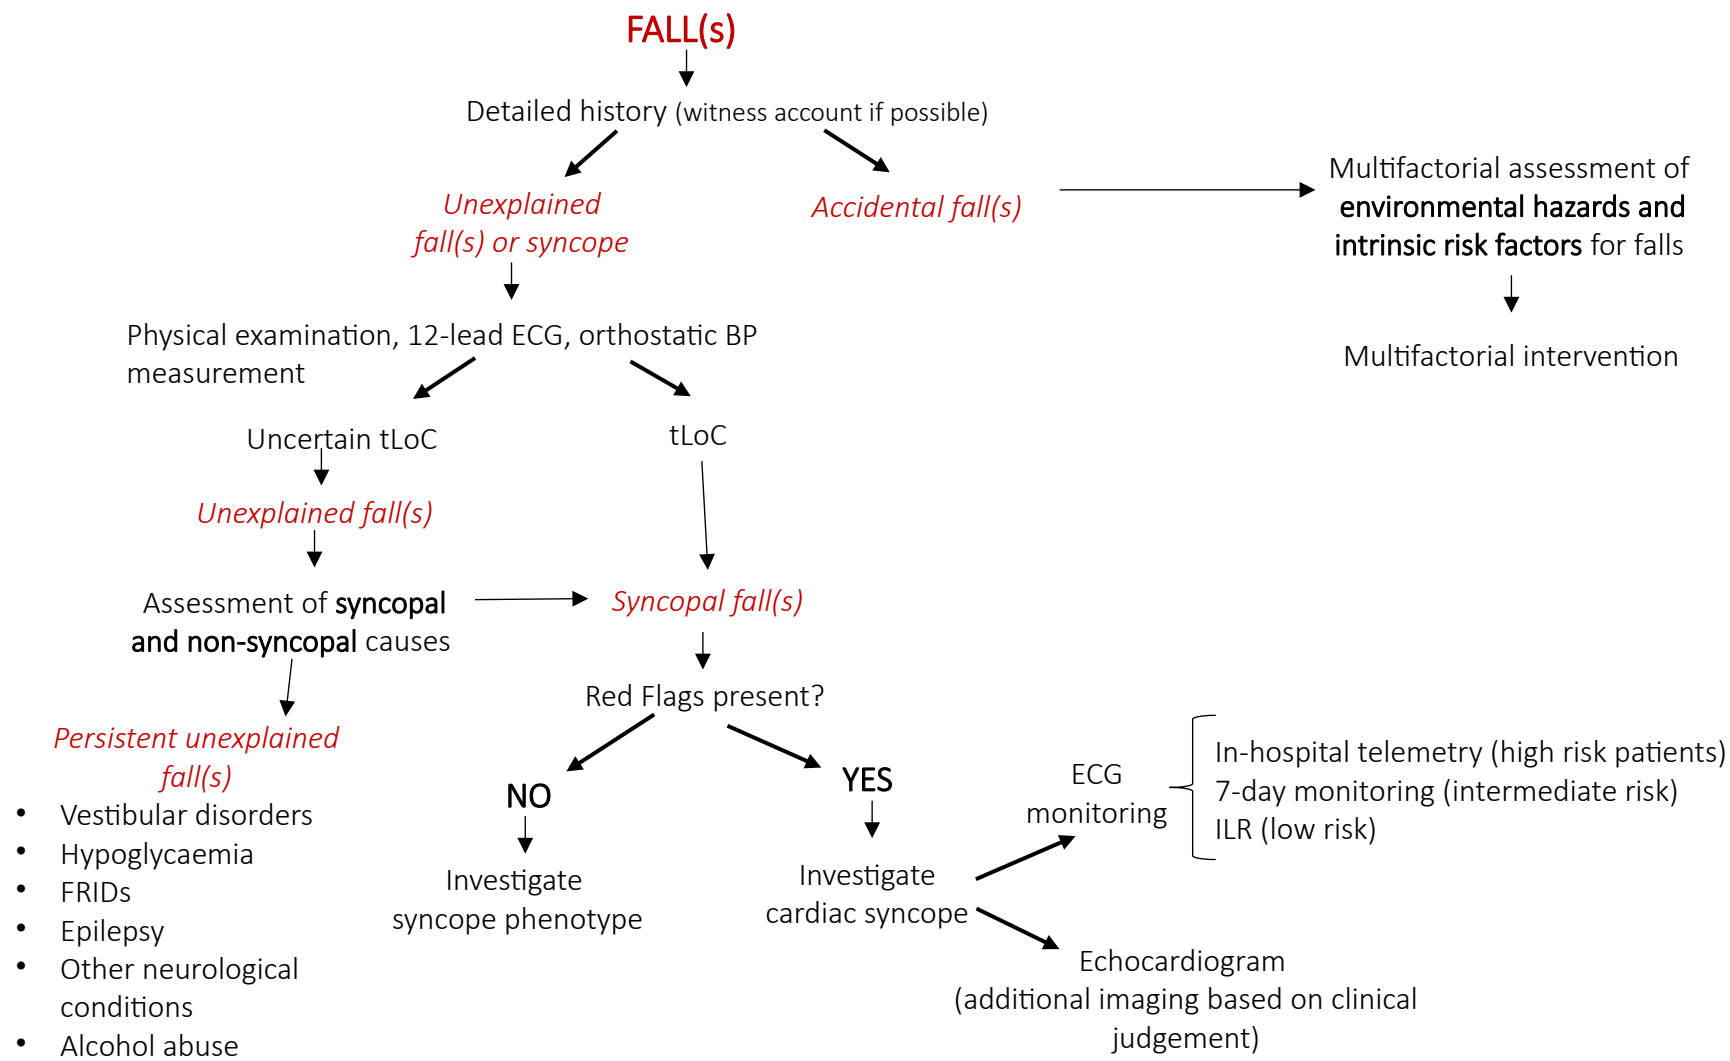 FALL(s)
Detailed history (witness account if possible)
Unexplained
fall(s) or syncope
Accidental fall(s)
Multifactorial assessment of
environmental hazards and
intrinsic risk factors for falls
Multifactorial intervention
Physical examination, 12-lead ECG, orthostatic BP
measurement
Uncertain tLoC
tLoC
Unexplained fall(s)
Assessment of syncopal
and non-syncopal causes
Syncopal fall(s)
Red Flags present?
Persistent unexplained
fall(s)
• Vestibular disorders
• Hypoglycaemia
• FRIDs
• Epilepsy
• Other neurological
conditions
• Alcohol abuse
NO
Investigate
syncope phenotype
YES
Investigate
cardiac syncope
ECG
monitoring
In-hospital telemetry (high risk patients)
7-day monitoring (intermediate risk)
ILR (low risk)
Echocardiogram
(additional imaging based on clinical
judgement)